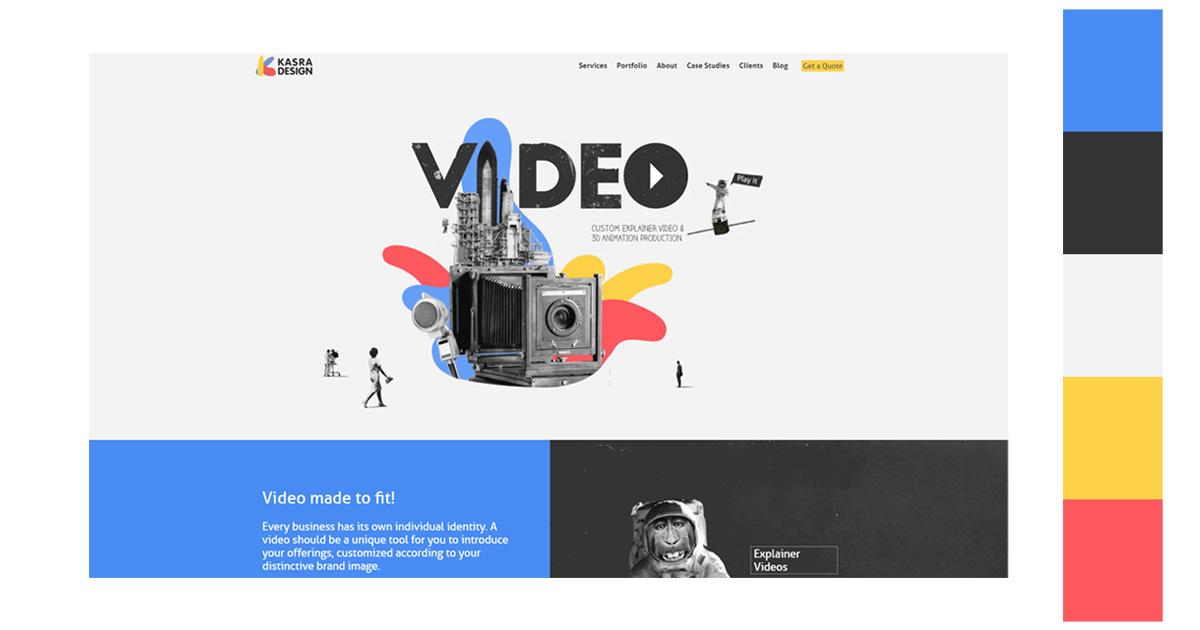 KASRA
DESIGN
Services Portfolio About Case Studies Clients Blog Get a Quote
VIDEO
Play it
CUSTOM EXPLAINER VIDEO &
3D ANIMATION PRODUCTION
Video made to fit!
Every business has its own individual identity. A
video should be a unique tool for you to introduce
your offerings, customized according to your
distinctive brand image.
Explainer
Videos